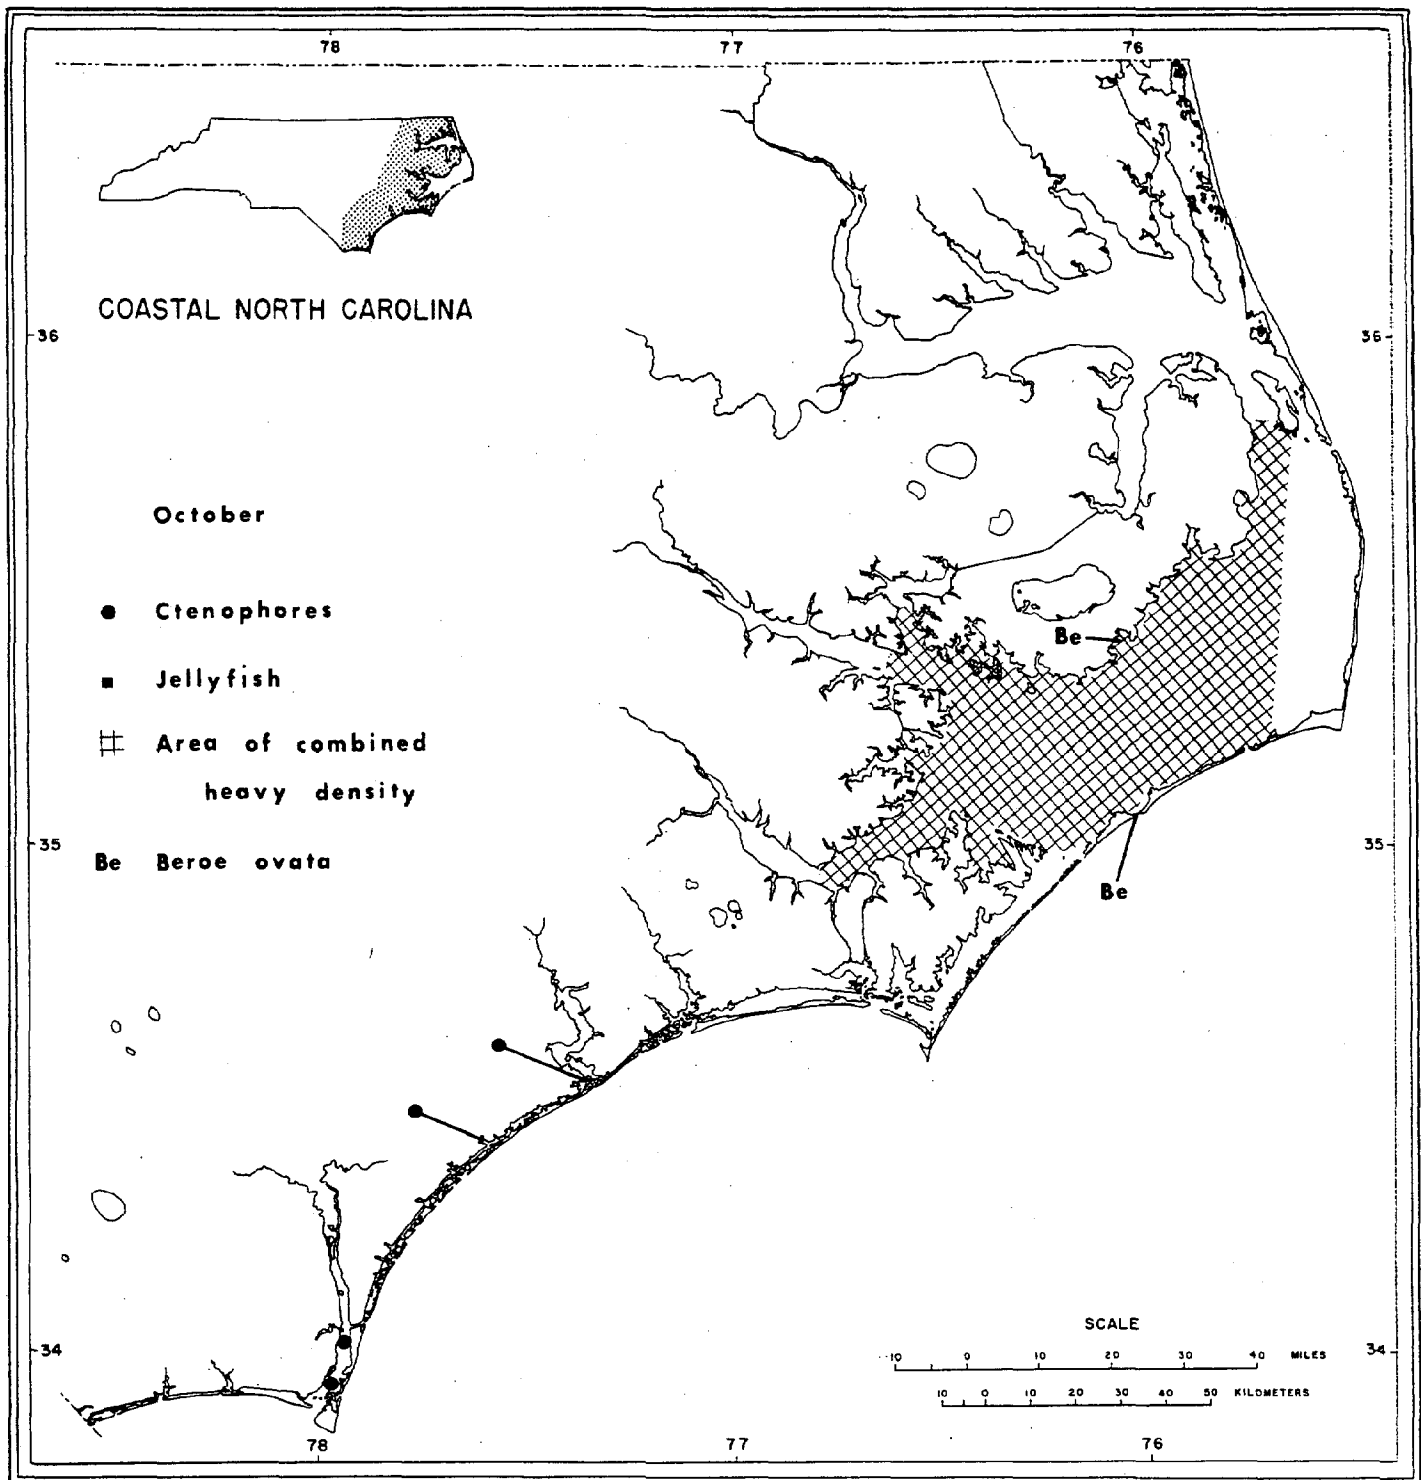 78 77 76
COASTAL NORTH CAROLINA
36 36
October
Ctenophores
Jellyfish
Be
Area of combined
heavy density
35 35
Be Beroe ovata
Be
SCALE
34 34
10 0 10 20 30 40 MILES
10 0 10 20 30 40 50 KILOMETERS
78 77 76